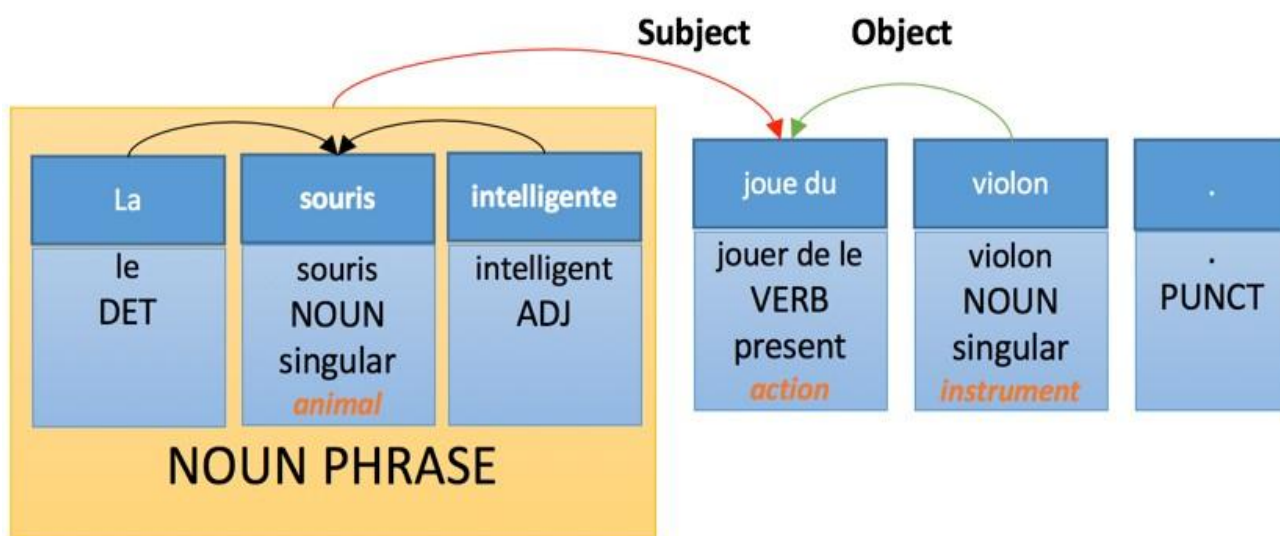 Subject Object
La souris intelligente joue du violon .
le souris intelligent jouer de le violon .
DET NOUN ADJ VERB NOUN PUNCT
singular present singular
animal action instrument
NOUN PHRASE